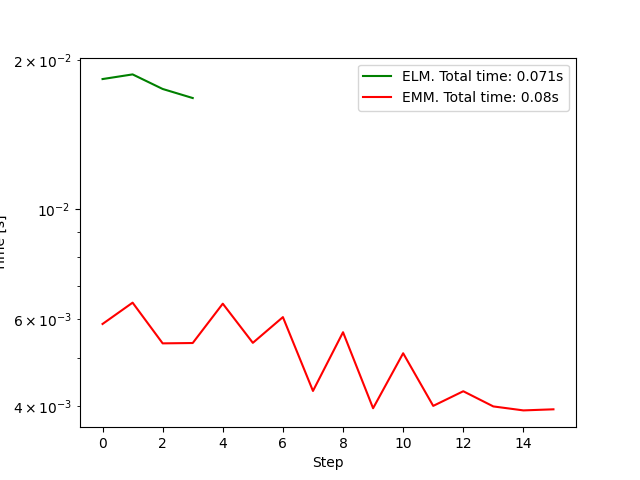 2 × 10⁻²
10⁻²
6 × 10⁻³
4 × 10⁻³
ELM. Total time: 0.071s
EMM. Total time: 0.08s
0 2 4 6 8 10 12 14
Step
[s]